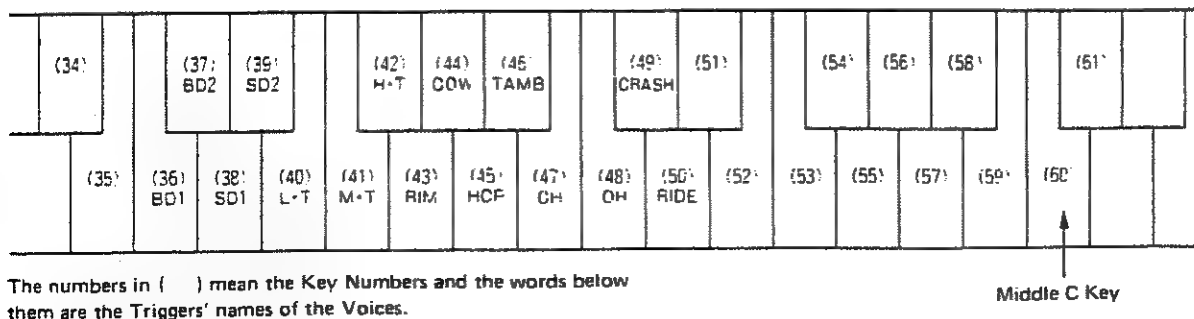 (34) (37) (39) (42) (44) (46) (49) (51) (54) (56) (58) (61)
BD2 SD2 H·T COW TAMB CRASH
(35) (36) (38) (40) (41) (43) (45) (47) (48) (50) (52) (53) (55) (57) (59) (60)
BD1 SD1 L·T M·T RIM HCP CH OH RIDE
The numbers in ( ) mean the Key Numbers and the words below
them are the Triggers' names of the Voices.
Middle C Key